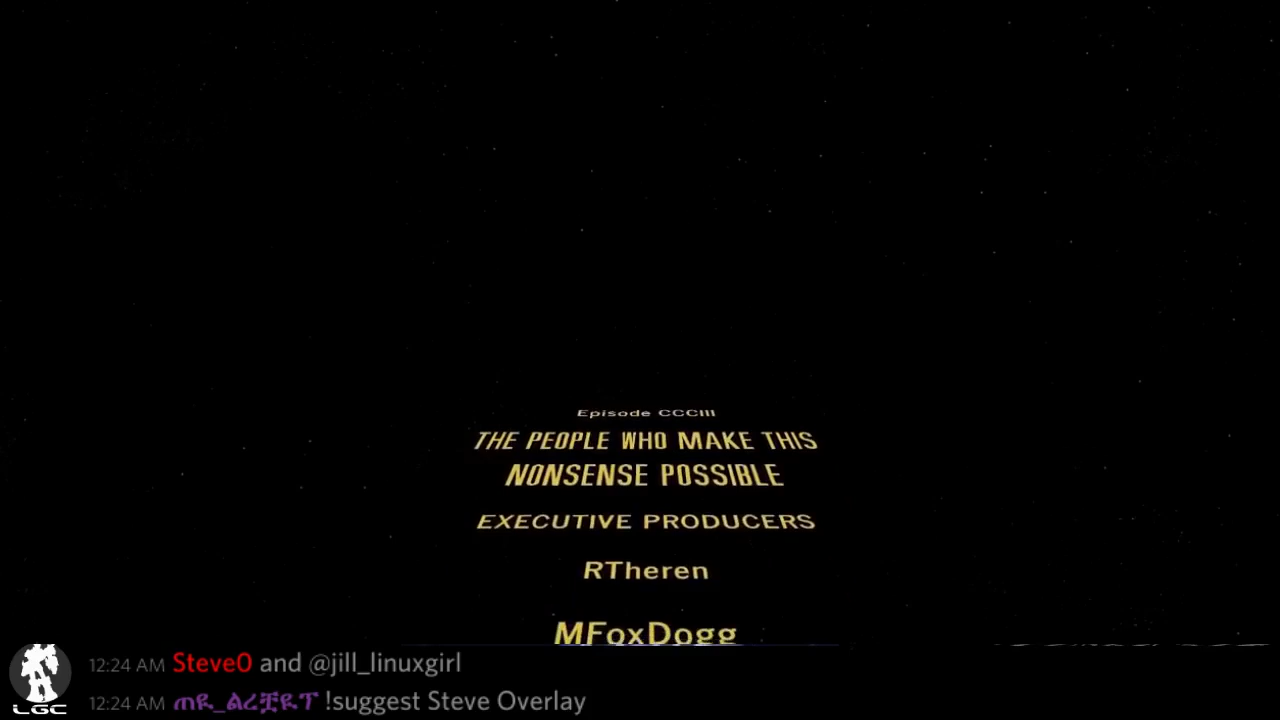 Episode CCCIII
THE PEOPLE WHO MAKE THIS
NONSENSE POSSIBLE
EXECUTIVE PRODUCERS
RTheren
MFoxDogg
12:24 AM SteveO and @jill_linuxgirl
12:24 AM !suggest Steve Overlay
LGC